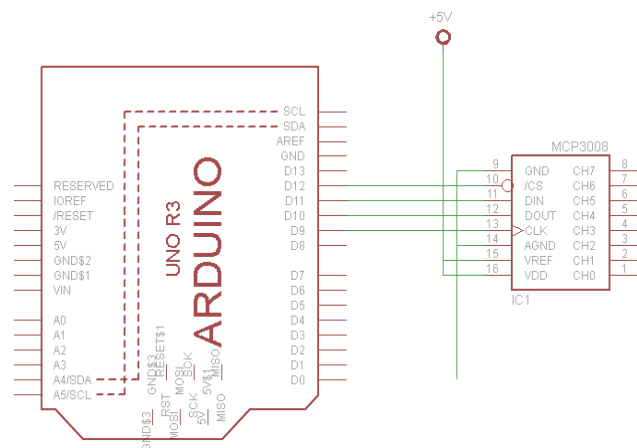 +5V
SCL
SDA
AREF
GND
D13
D12
D11
D10
D9
D8
D7
D6
D5
D4
D3
D2
D1
D0
RESERVED
IOREF
/RESET
3V
5V
GND$2
GND$1
VIN
A0
A1
A2
A3
A4/SDA
A5/SCL
UNO R3
ARDUINO
GND$3
RESET$1
MOSI
SCK
5V$1
MISO
GND$3
RST
MOSI
SCK
5V
MISO
MCP3008
9 GND CH7 8
10 /CS CH6 7
11 DIN CH5 6
12 DOUT CH4 5
13 CLK CH3 4
14 AGND CH2 3
15 VREF CH1 2
16 VDD CH0 1
IC1